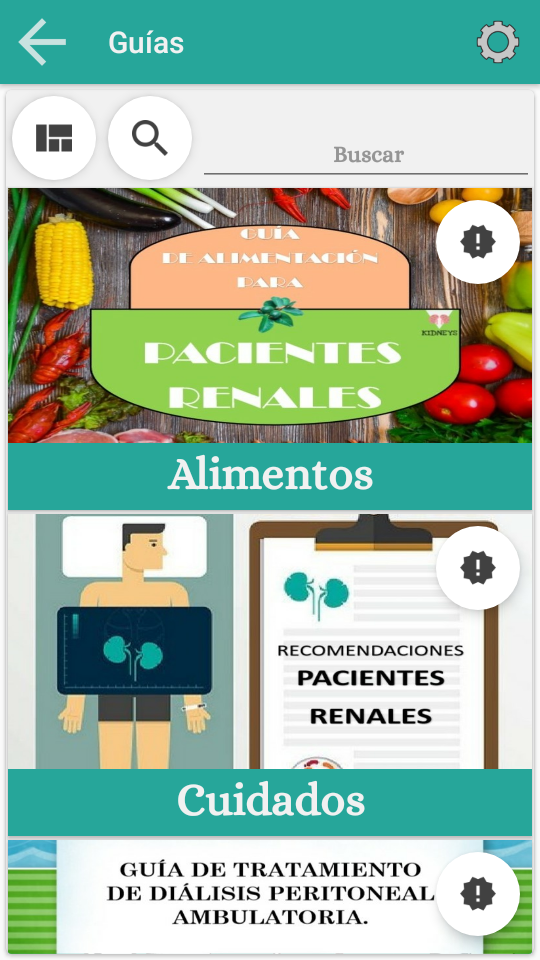 Guías
Buscar
GUÍA
DE ALIMENTACIÓN
PARA
KIDNEYS
PACIENTES
RENALES
Alimentos
RECOMENDACIONES
PACIENTES
RENALES
Cuidados
GUÍA DE TRATAMIENTO
DE DIÁLISIS PERITONEAL
AMBULATORIA.